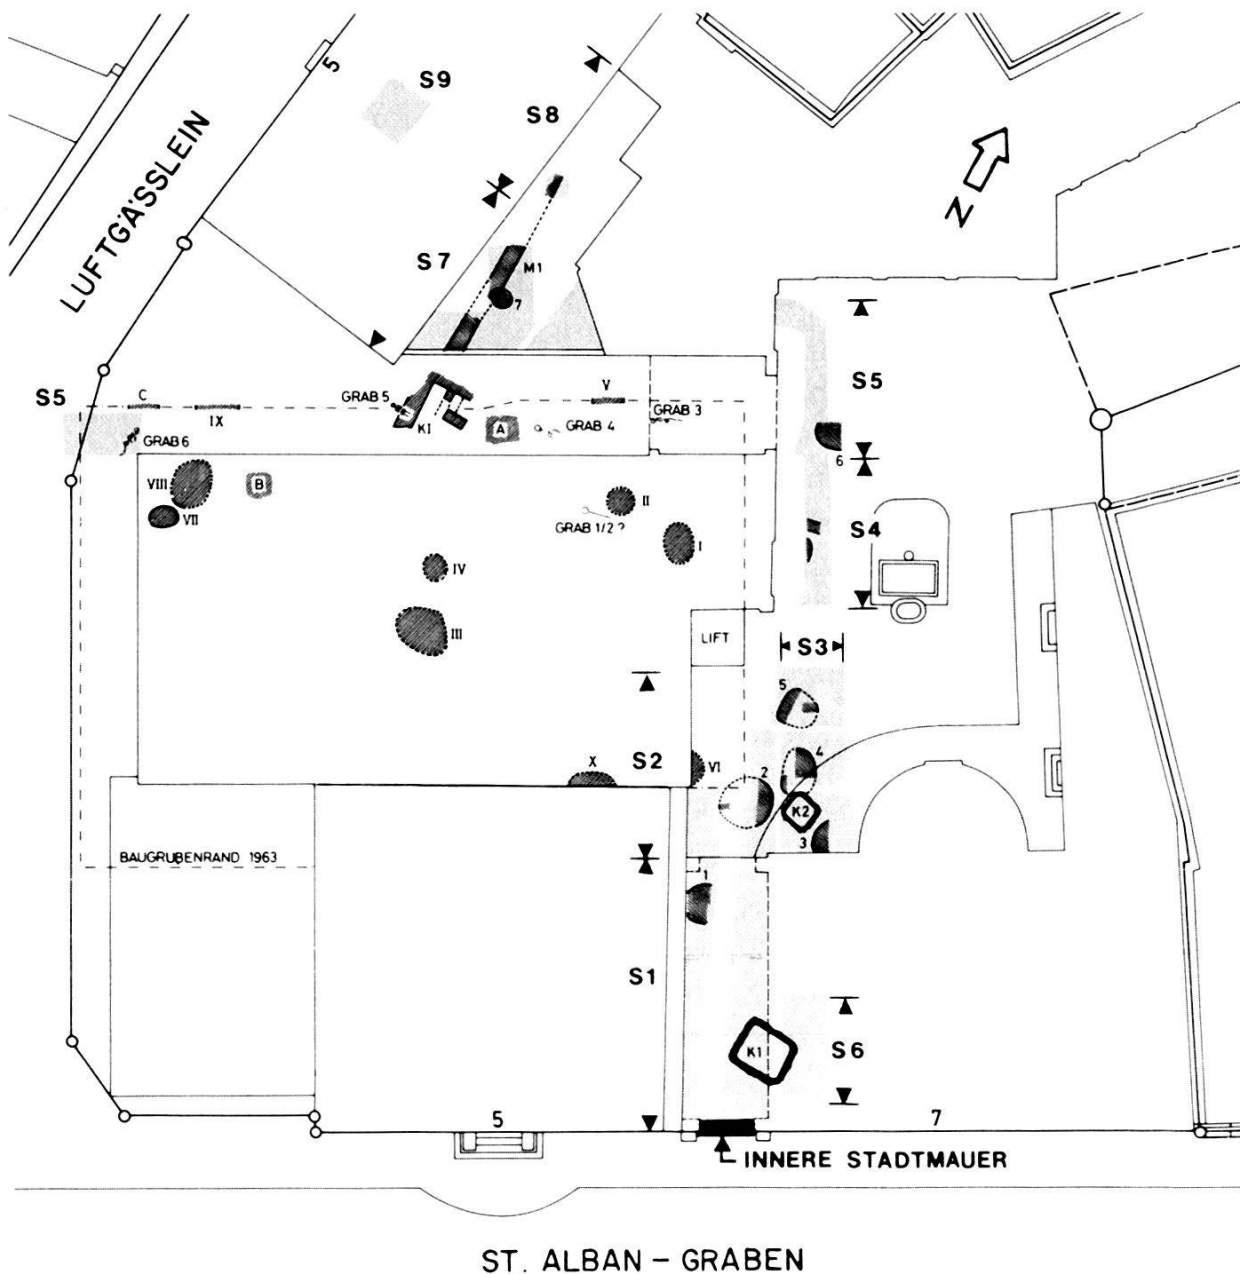 5
S9
S8
LUFTGÄSSLEIN
N
S7
M1
7
S5
C
IX
GRAB 5
KI
V
GRAB 3
A
GRAB 4
S5
GRAB 6
6
VIII
B
VII
II
GRAB 1/2 ?
I
S4
IV
III
LIFT
S3
5
X
S2
VI
2
4
K2
3
BAUGRUBENRAND 1963
1
S1
K1
S6
5
7
INNERE STADTMAUER
ST. ALBAN – GRABEN